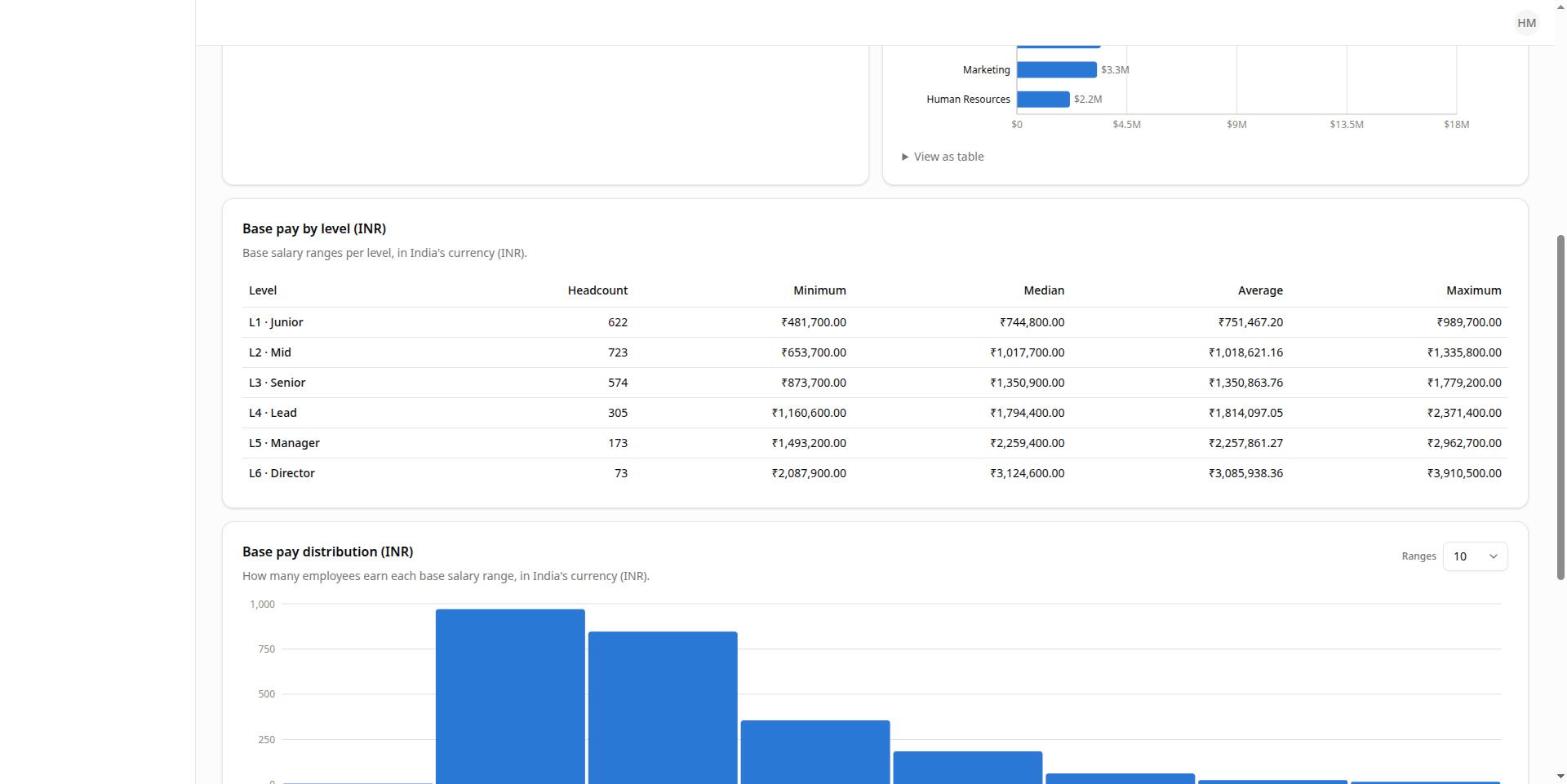 HM
Marketing $3.3M
Human Resources $2.2M
$0 $4.5M $9M $13.5M $18M
▶ View as table
Base pay by level (INR)
Base salary ranges per level, in India's currency (INR).
Level Headcount Minimum Median Average Maximum
L1 · Junior 622 ₹481,700.00 ₹744,800.00 ₹751,467.20 ₹989,700.00
L2 · Mid 723 ₹653,700.00 ₹1,017,700.00 ₹1,018,621.16 ₹1,335,800.00
L3 · Senior 574 ₹873,700.00 ₹1,350,900.00 ₹1,350,863.76 ₹1,779,200.00
L4 · Lead 305 ₹1,160,600.00 ₹1,794,400.00 ₹1,814,097.05 ₹2,371,400.00
L5 · Manager 173 ₹1,493,200.00 ₹2,259,400.00 ₹2,257,861.27 ₹2,962,700.00
L6 · Director 73 ₹2,087,900.00 ₹3,124,600.00 ₹3,085,938.36 ₹3,910,500.00
Base pay distribution (INR)
Ranges 10
How many employees earn each base salary range, in India's currency (INR).
1,000
750
500
250
0